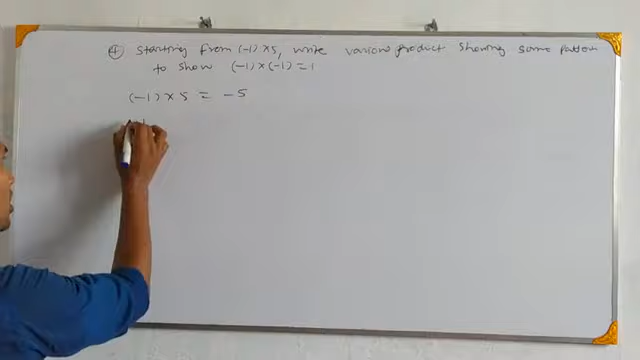 ④ Starting from (-1)×5, write various product showing some pattern
to show (-1)×(-1)=1
(-1)×5 = -5